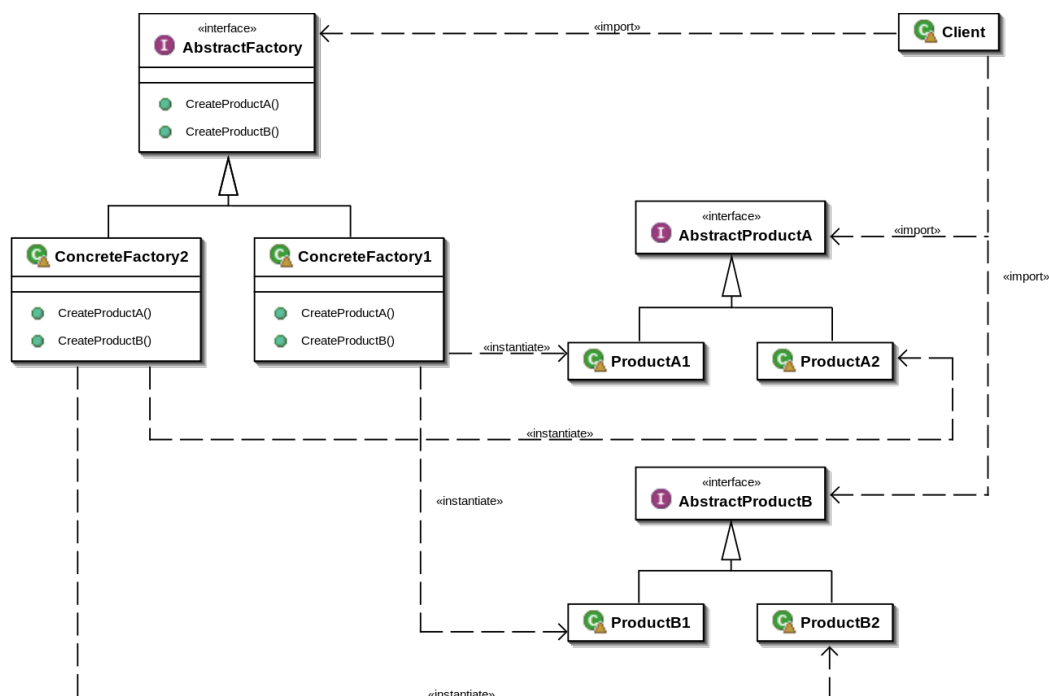 «interface»
AbstractFactory
CreateProductA()
CreateProductB()
«import»
Client
ConcreteFactory2
CreateProductA()
CreateProductB()
ConcreteFactory1
CreateProductA()
CreateProductB()
«interface»
AbstractProductA
«import»
«import»
«instantiate»
ProductA1
ProductA2
«instantiate»
«interface»
AbstractProductB
«instantiate»
ProductB1
ProductB2
«instantiate»